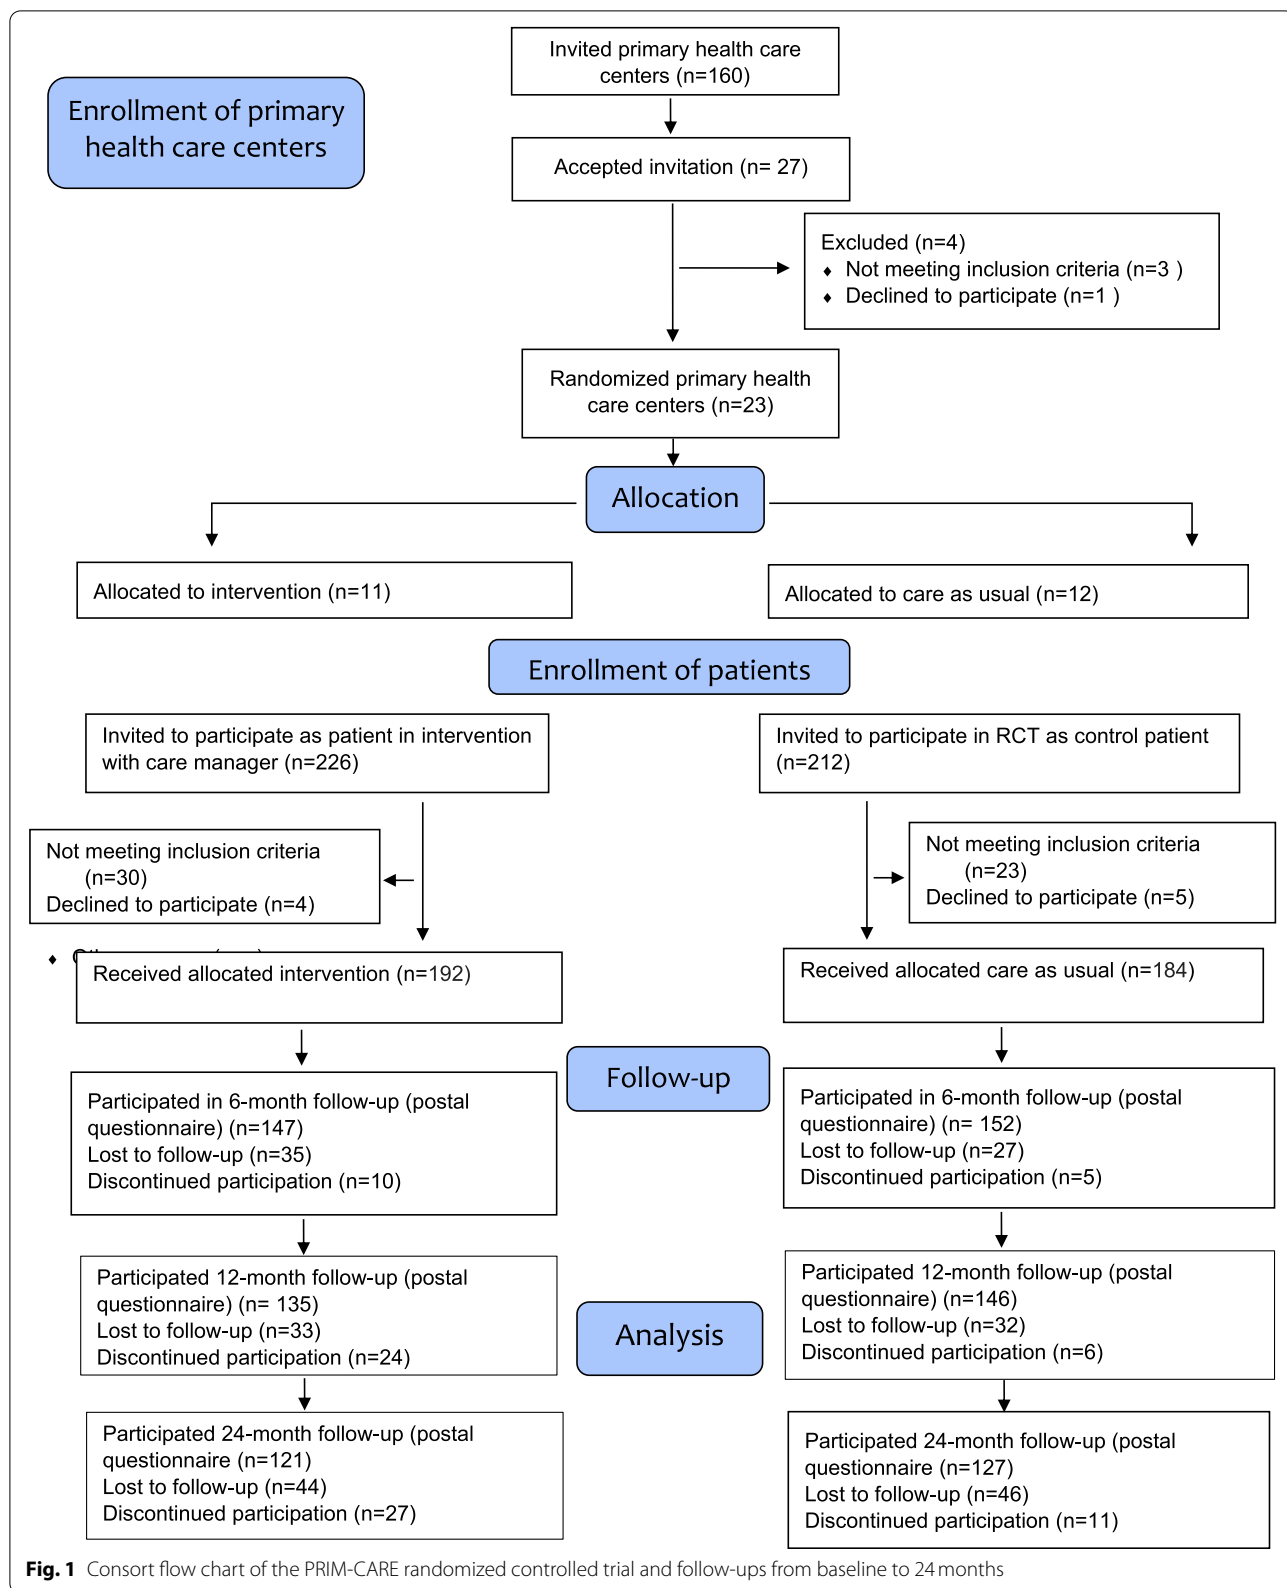 Invited primary health care
centers (n=160)
Enrollment of primary
health care centers
Accepted invitation (n= 27)
Excluded (n=4)
♦ Not meeting inclusion criteria (n=3 )
♦ Declined to participate (n=1 )
Randomized primary health
care centers (n=23)
Allocation
Allocated to intervention (n=11)
Allocated to care as usual (n=12)
Enrollment of patients
Invited to participate as patient in intervention
with care manager (n=226)
Invited to participate in RCT as control patient
(n=212)
Not meeting inclusion criteria
(n=30)
Declined to participate (n=4)
Not meeting inclusion criteria
(n=23)
Declined to participate (n=5)
♦
Received allocated intervention (n=192)
Received allocated care as usual (n=184)
Follow-up
Participated in 6-month follow-up (postal
questionnaire) (n=147)
Lost to follow-up (n=35)
Discontinued participation (n=10)
Participated in 6-month follow-up (postal
questionnaire) (n= 152)
Lost to follow-up (n=27)
Discontinued participation (n=5)
Participated 12-month follow-up (postal
questionnaire) (n= 135)
Lost to follow-up (n=33)
Discontinued participation (n=24)
Analysis
Participated 12-month follow-up (postal
questionnaire) (n=146)
Lost to follow-up (n=32)
Discontinued participation (n=6)
Participated 24-month follow-up (postal
questionnaire (n=121)
Lost to follow-up (n=44)
Discontinued participation (n=27)
Participated 24-month follow-up (postal
questionnaire (n=127)
Lost to follow-up (n=46)
Discontinued participation (n=11)
Fig. 1 Consort flow chart of the PRIM-CARE randomized controlled trial and follow-ups from baseline to 24 months